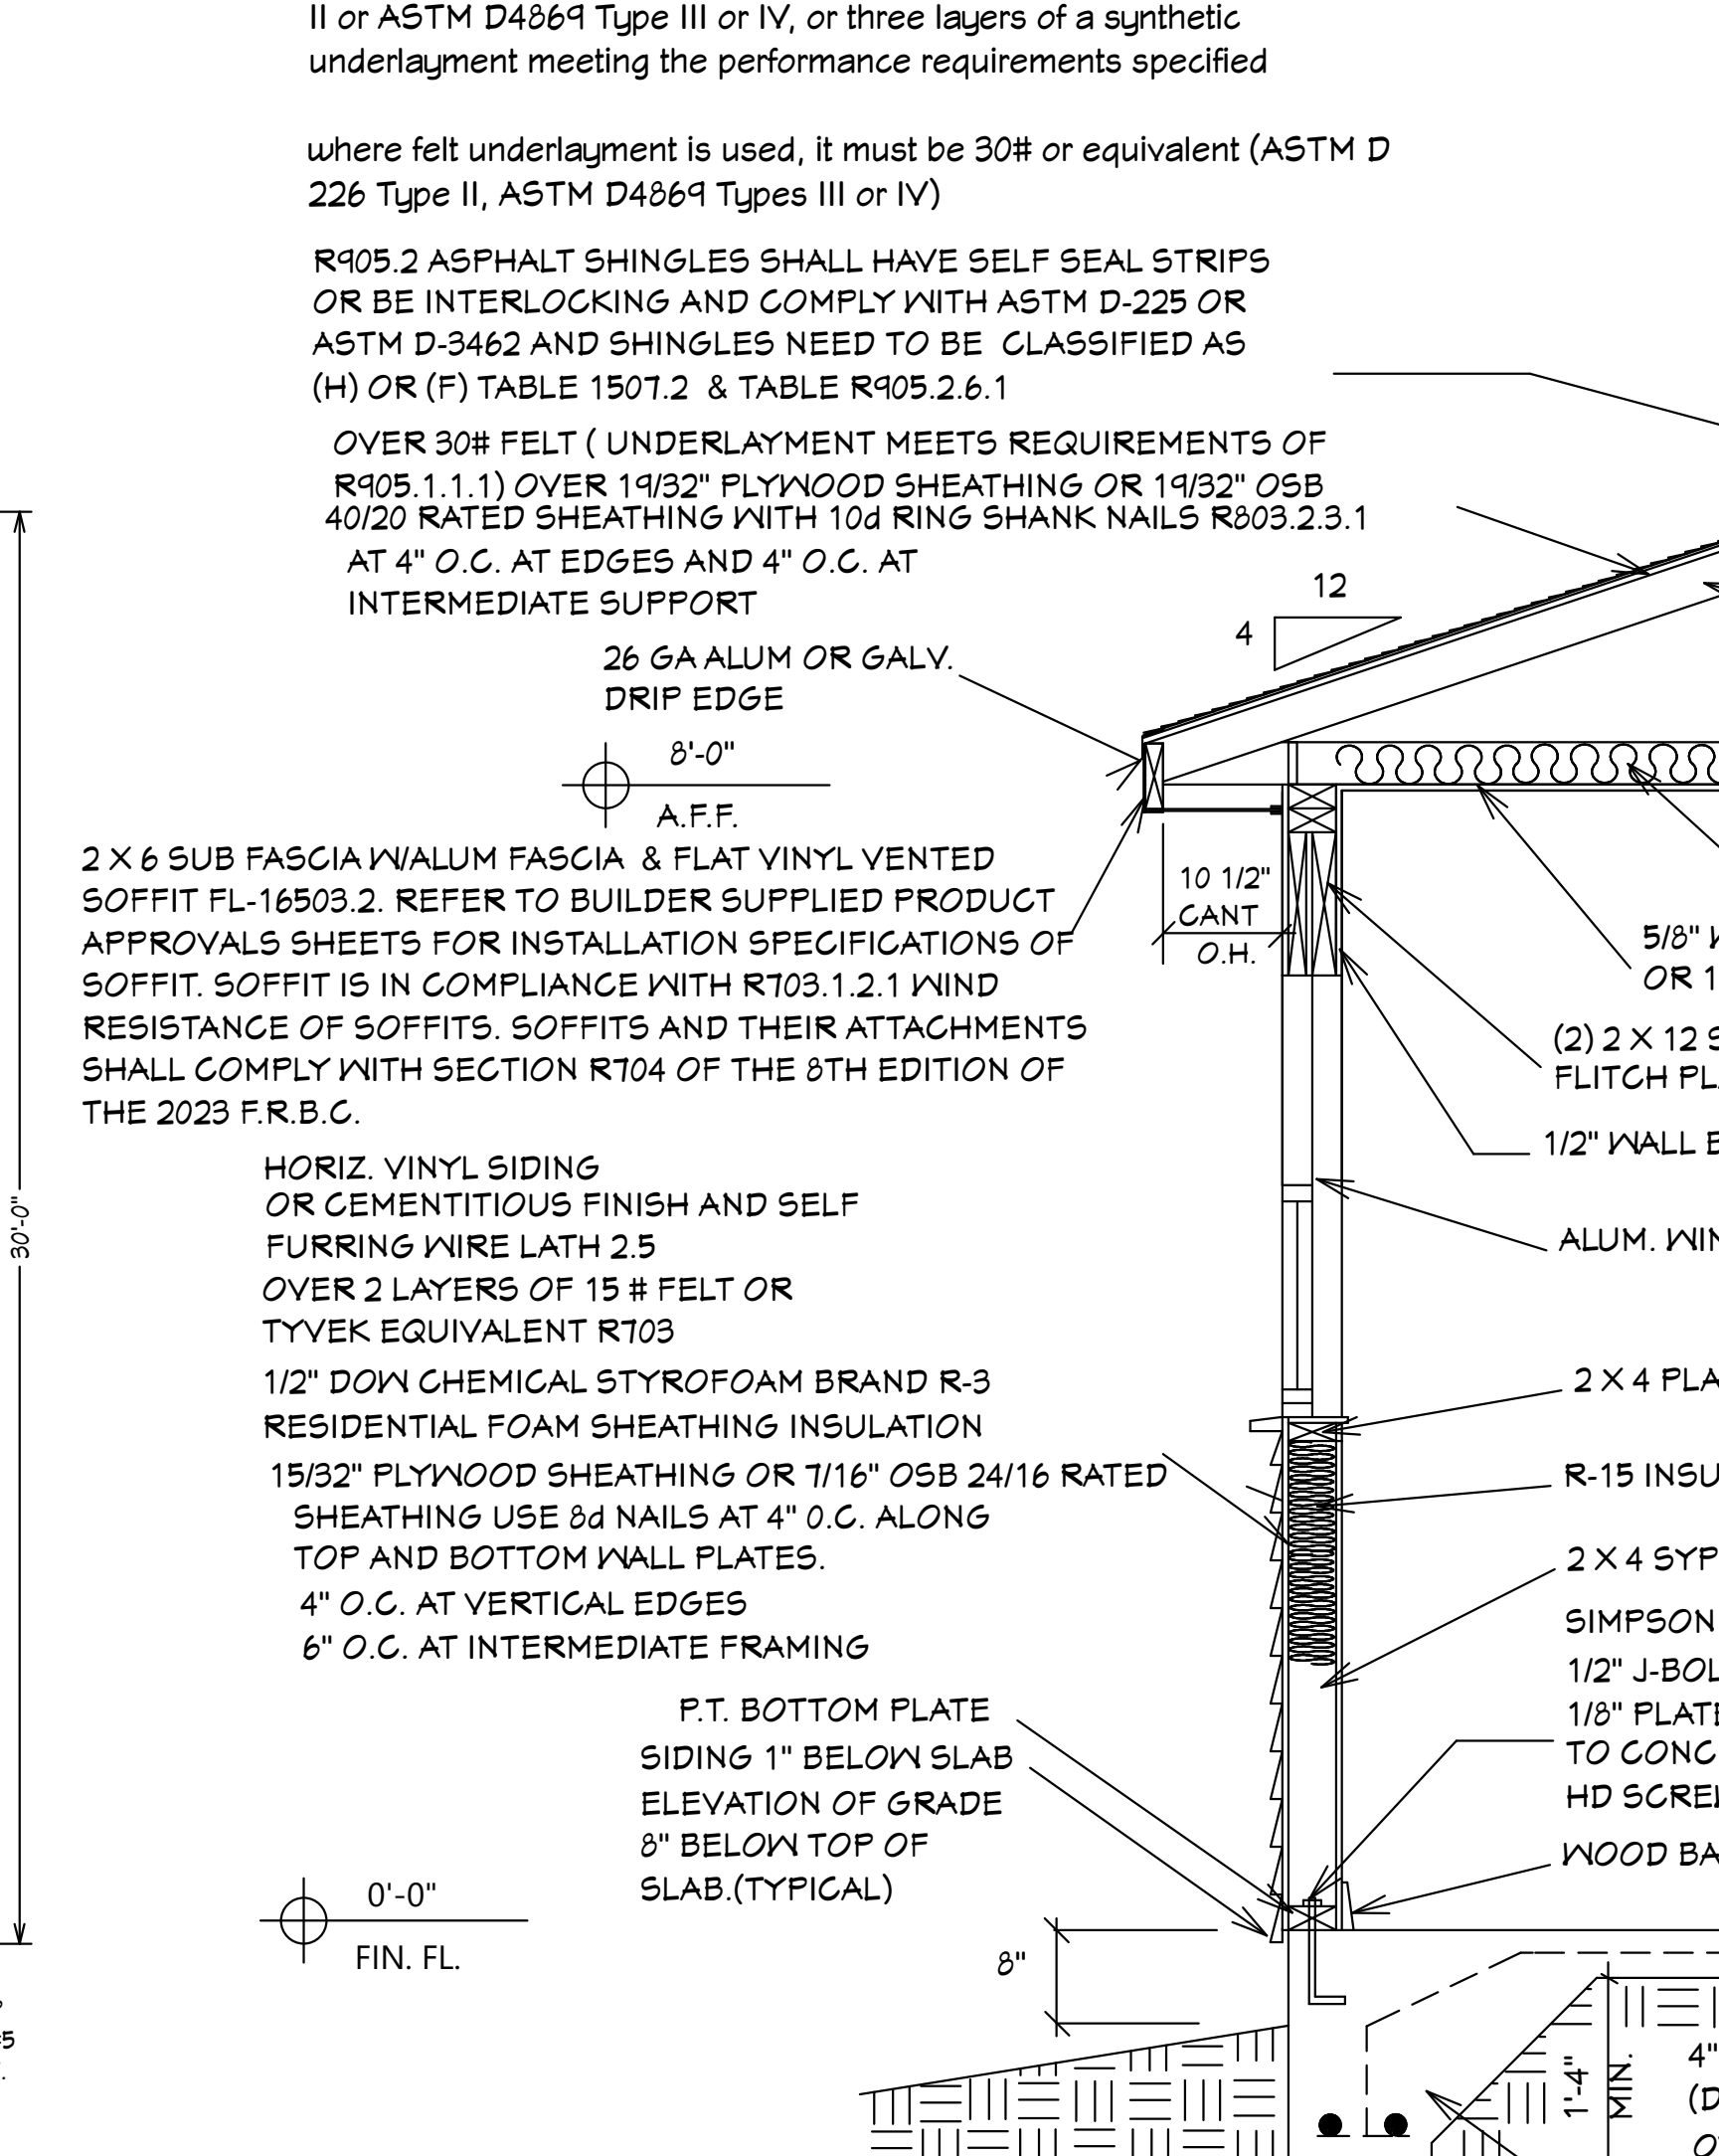 II or ASTM D4869 Type III or IV, or three layers of a synthetic
underlayment meeting the performance requirements specified
where felt underlayment is used, it must be 30# or equivalent (ASTM D
226 Type II, ASTM D4869 Types III or IV)
R905.2 ASPHALT SHINGLES SHALL HAVE SELF SEAL STRIPS
OR BE INTERLOCKING AND COMPLY WITH ASTM D-225 OR
ASTM D-3462 AND SHINGLES NEED TO BE CLASSIFIED AS
(H) OR (F) TABLE 1507.2 & TABLE R905.2.6.1
OVER 30# FELT ( UNDERLAYMENT MEETS REQUIREMENTS OF
R905.1.1.1) OVER 19/32" PLYWOOD SHEATHING OR 19/32" OSB
40/20 RATED SHEATHING WITH 10d RING SHANK NAILS R803.2.3.1
AT 4" O.C. AT EDGES AND 4" O.C. AT
INTERMEDIATE SUPPORT
12
4
26 GA ALUM OR GALV.
DRIP EDGE
8'-0"
A.F.F.
2 X 6 SUB FASCIA W/ALUM FASCIA & FLAT VINYL VENTED
SOFFIT FL-16503.2. REFER TO BUILDER SUPPLIED PRODUCT
APPROVALS SHEETS FOR INSTALLATION SPECIFICATIONS OF
SOFFIT. SOFFIT IS IN COMPLIANCE WITH R703.1.2.1 WIND
RESISTANCE OF SOFFITS. SOFFITS AND THEIR ATTACHMENTS
SHALL COMPLY WITH SECTION R704 OF THE 8TH EDITION OF
THE 2023 F.R.B.C.
10 1/2"
CANT
O.H.
5/8"
OR 1
(2) 2 X 12 S
FLITCH PL
1/2" WALL
ALUM. WIN
30'-0"
HORIZ. VINYL SIDING
OR CEMENTITIOUS FINISH AND SELF
FURRING WIRE LATH 2.5
OVER 2 LAYERS OF 15 # FELT OR
TYVEK EQUIVALENT R703
1/2" DOW CHEMICAL STYROFOAM BRAND R-3
RESIDENTIAL FOAM SHEATHING INSULATION
15/32" PLYWOOD SHEATHING OR 7/16" OSB 24/16 RATED
SHEATHING USE 8d NAILS AT 4" O.C. ALONG
TOP AND BOTTOM WALL PLATES.
4" O.C. AT VERTICAL EDGES
6" O.C. AT INTERMEDIATE FRAMING
2 X 4 PLA
R-15 INSU
2 X 4 SYP
SIMPSON
1/2" J-BOL
1/8" PLATE
TO CONC
HD SCRE
WOOD BA
P.T. BOTTOM PLATE
SIDING 1" BELOW SLAB
ELEVATION OF GRADE
8" BELOW TOP OF
SLAB.(TYPICAL)
0'-0"
FIN. FL.
8"
5
1'-4"
MIN.
4"
(D